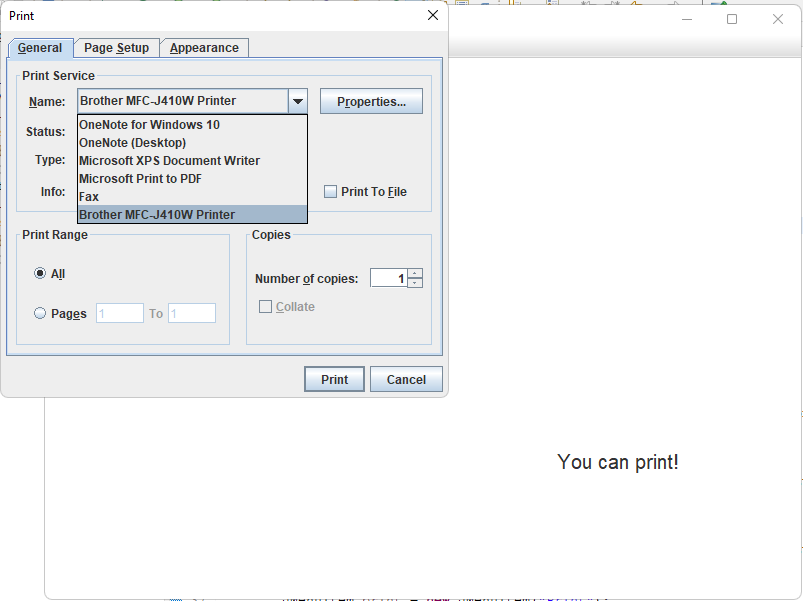 Print
General Page Setup Appearance
Print Service
Name: Brother MFC-J410W Printer Properties...
Status:
Type:
Info:
OneNote for Windows 10
OneNote (Desktop)
Microsoft XPS Document Writer
Microsoft Print to PDF
Fax
Brother MFC-J410W Printer
Print To File
Print Range
All
Pages 1 To 1
Copies
Number of copies: 1
Collate
Print Cancel
You can print!